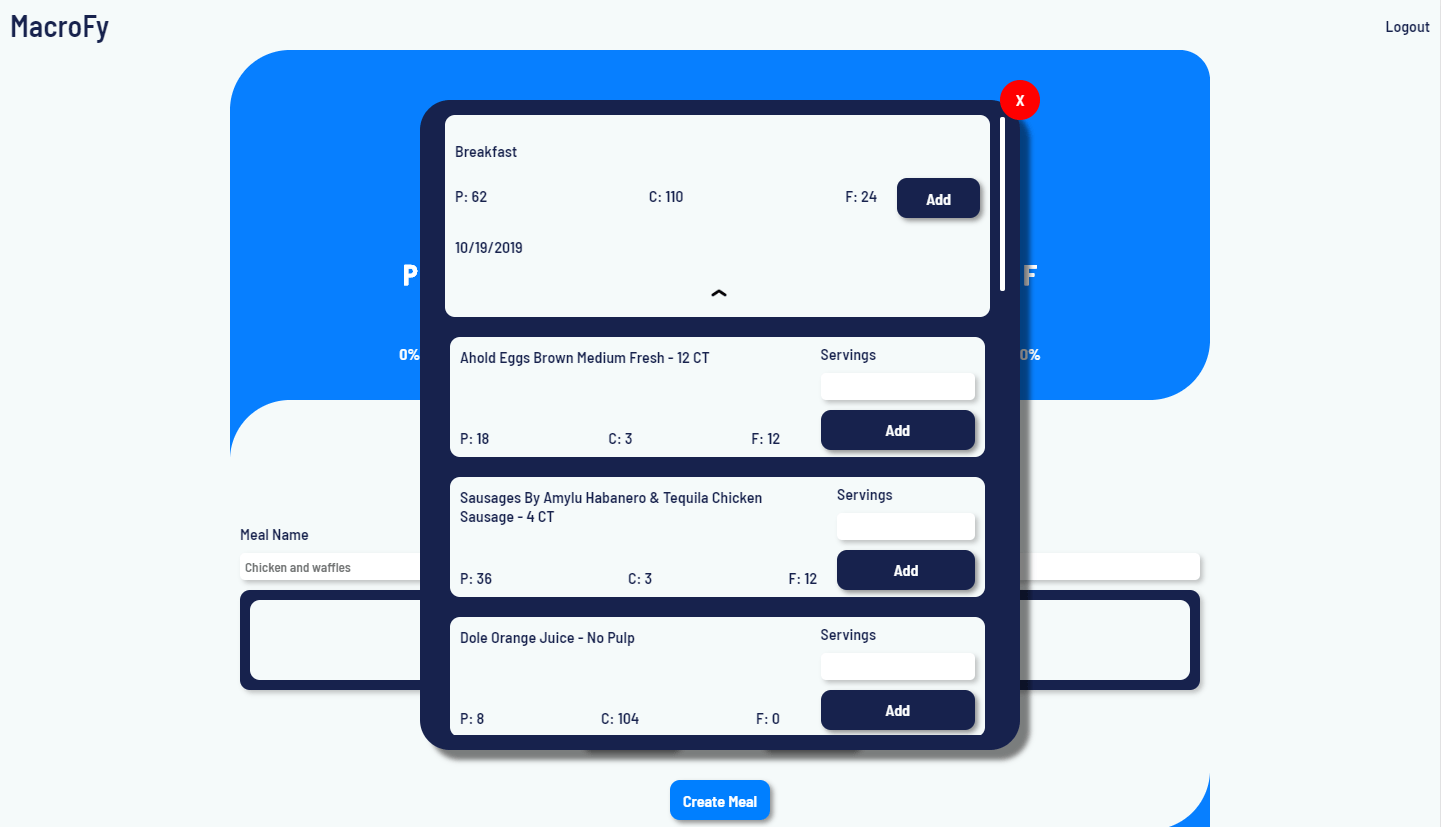 MacroFy
Logout
X
Breakfast
P: 62 C: 110 F: 24 Add
10/19/2019
P F
0% 0%
Ahold Eggs Brown Medium Fresh - 12 CT
Servings
P: 18 C: 3 F: 12 Add
Sausages By Amylu Habanero & Tequila Chicken
Sausage - 4 CT
Servings
P: 36 C: 3 F: 12 Add
Meal Name
Chicken and waffles
Dole Orange Juice - No Pulp
Servings
P: 8 C: 104 F: 0 Add
Create Meal